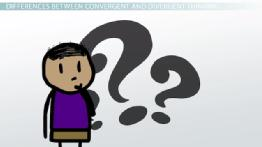 DIFFERENCES BETWEEN CONVERGENT AND DIVERGENT THINKING
? ?